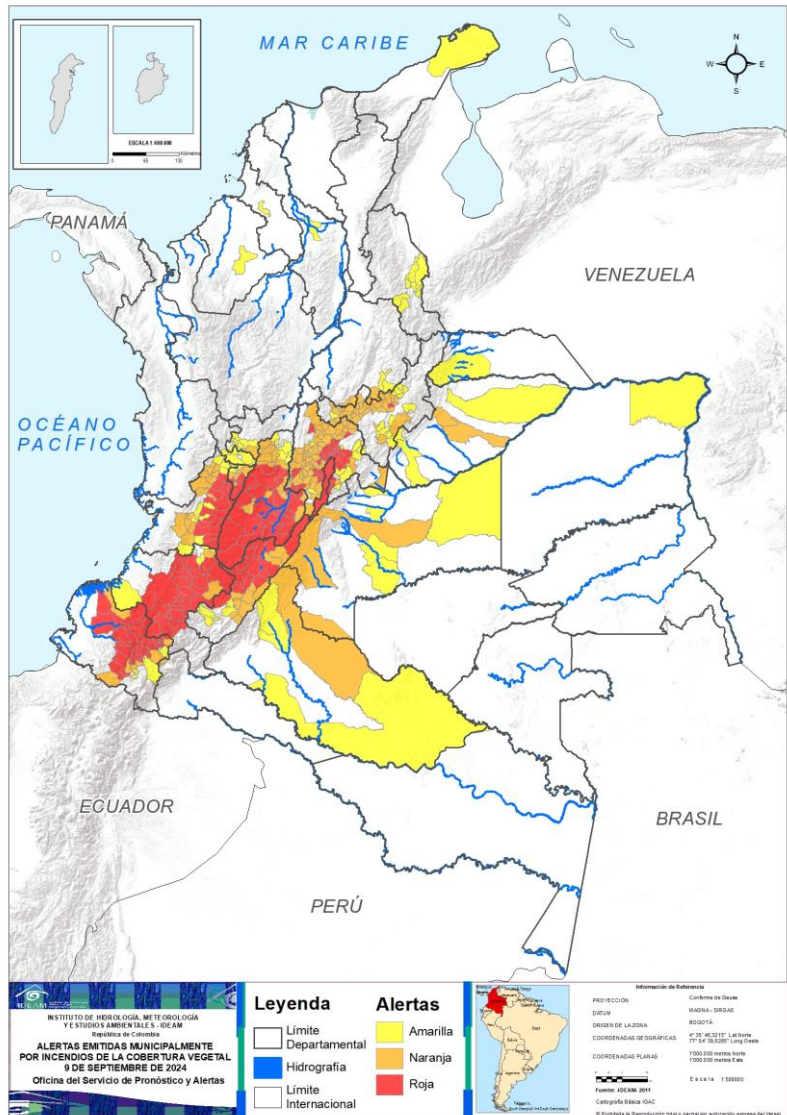 MAR CARIBE
N
W
E
S
ESCALA 1:400.000
PANAMÁ
VENEZUELA
OCÉANO
PACÍFICO
ECUADOR
BRASIL
PERÚ
IDEAM
INSTITUTO DE HIDROLOGÍA, METEOROLOGÍA
Y ESTUDIOS AMBIENTALES - IDEAM
República de Colombia
ALERTAS EMITIDAS MUNICIPALMENTE
POR INCENDIOS DE LA COBERTURA VEGETAL
9 DE SEPTIEMBRE DE 2024
Oficina del Servicio de Pronóstico y Alertas
Leyenda
Límite
Departamental
Hidrografía
Límite
Internacional
Alertas
Amarilla
Naranja
Roja
Información de Referencia
PROYECCIÓN
Conforme de Gauss
DATUM
MAGNA - SIRGAS
ORIGEN DE LA ZONA
BOGOTÁ
COORDENADAS GEOGRÁFICAS
COORDENADAS PLANAS
1'000.000 metros Norte
1'000.000 metros Este
Escala 1:500000
Fuente: IDEAM 2011
Cartografía Básica IGAC